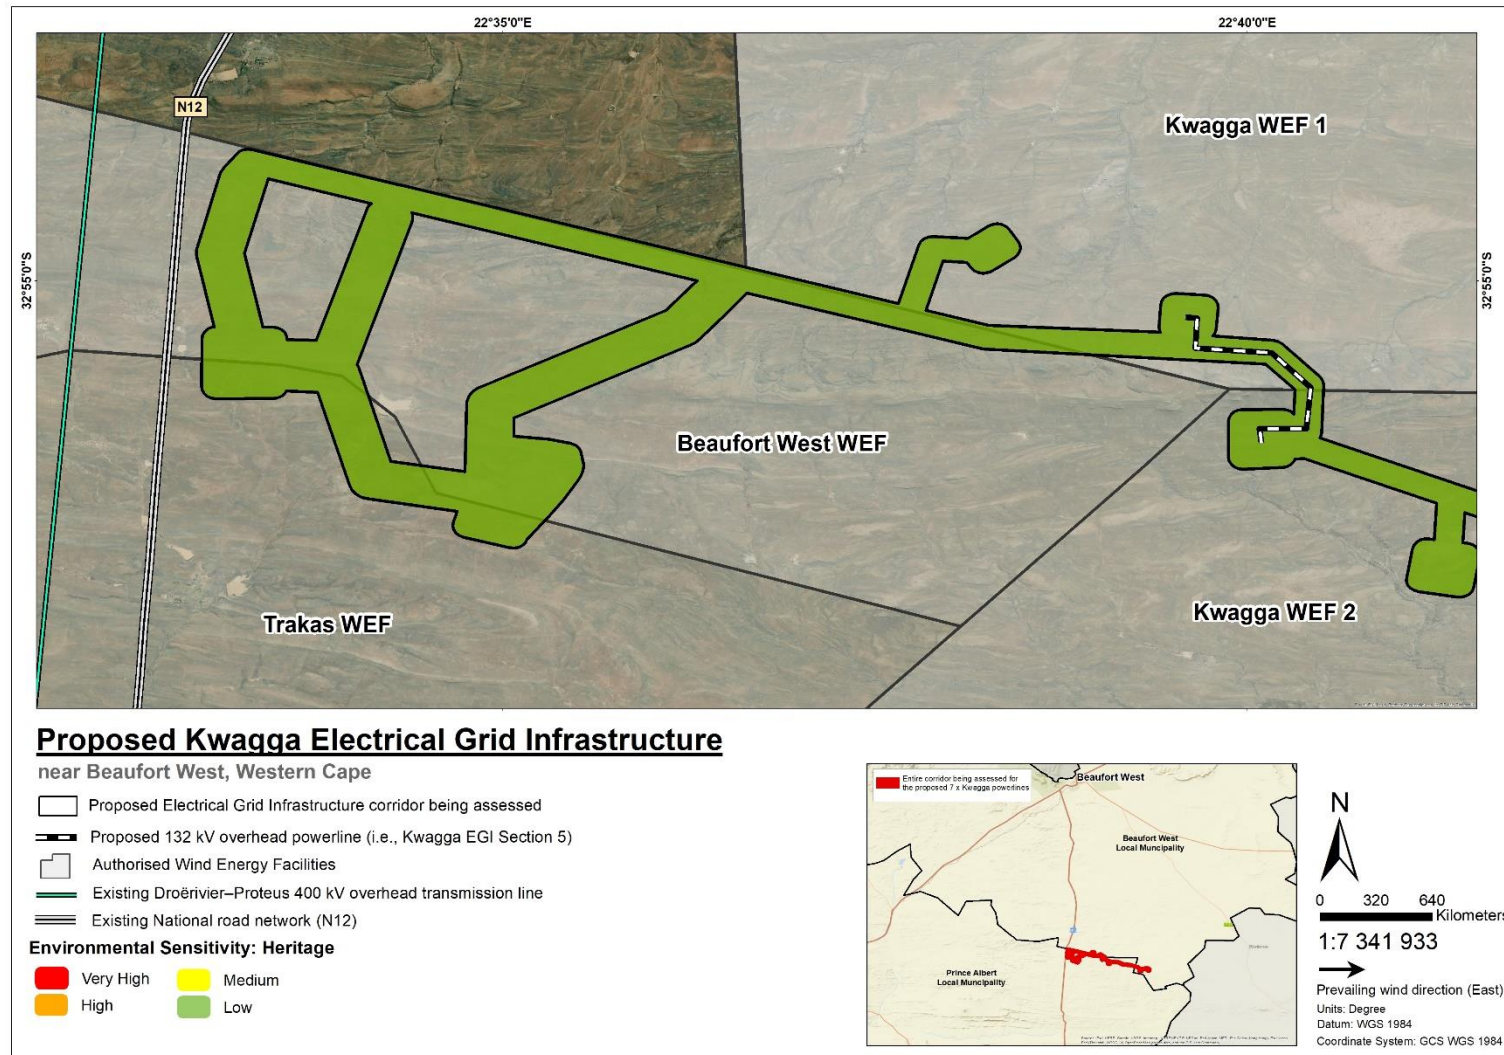 22°35'0"E
22°40'0"E
N12
Kwagga WEF 1
32°55'0"S
32°55'0"S
Beaufort West WEF
Trakas WEF
Kwagga WEF 2
Proposed Kwagga Electrical Grid Infrastructure
near Beaufort West, Western Cape
Proposed Electrical Grid Infrastructure corridor being assessed
Proposed 132 kV overhead powerline (i.e., Kwagga EGI Section 5)
Authorised Wind Energy Facilities
Existing Droërivier–Proteus 400 kV overhead transmission line
Existing National road network (N12)
Environmental Sensitivity: Heritage
Very High
Medium
High
Low
Entire corridor being assessed for
the proposed 7 x Kwagga powerlines
Beaufort West
Beaufort West
Local Muncipality
Prince Albert
Local Muncipality
N
0 320 640
Kilometers
1:7 341 933
Prevailing wind direction (East)
Units: Degree
Datum: WGS 1984
Coordinate System: GCS WGS 1984